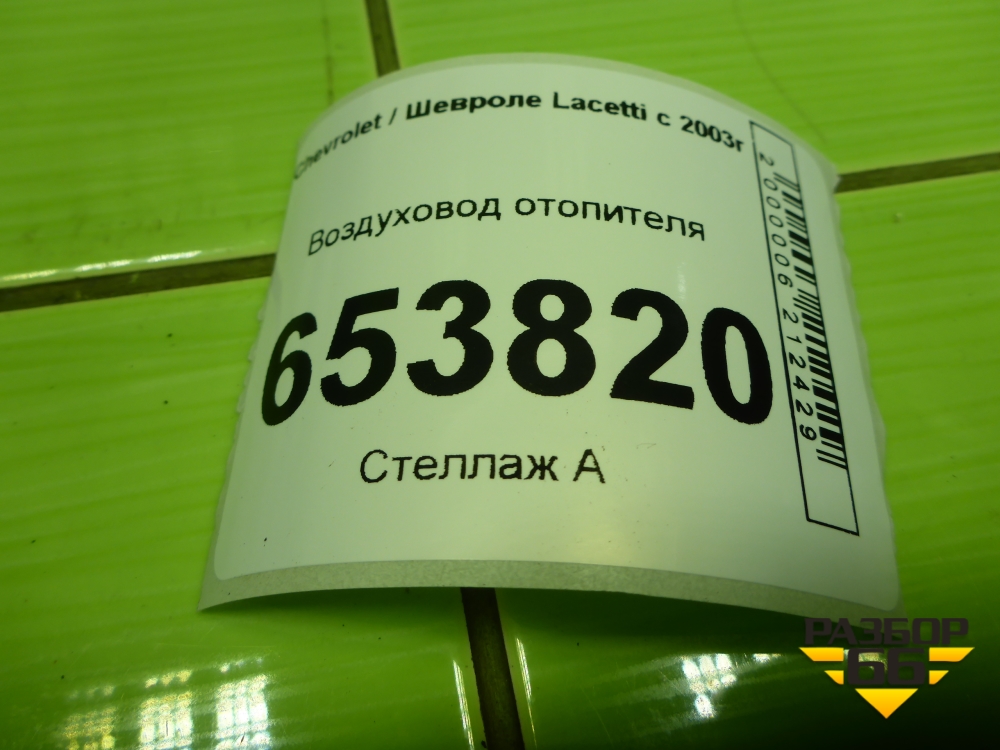 Chevrolet / Шевроле Lacetti с 2003г
Воздуховод отопителя
653820
Стеллаж А
2000006212429
РАЗБОР
66